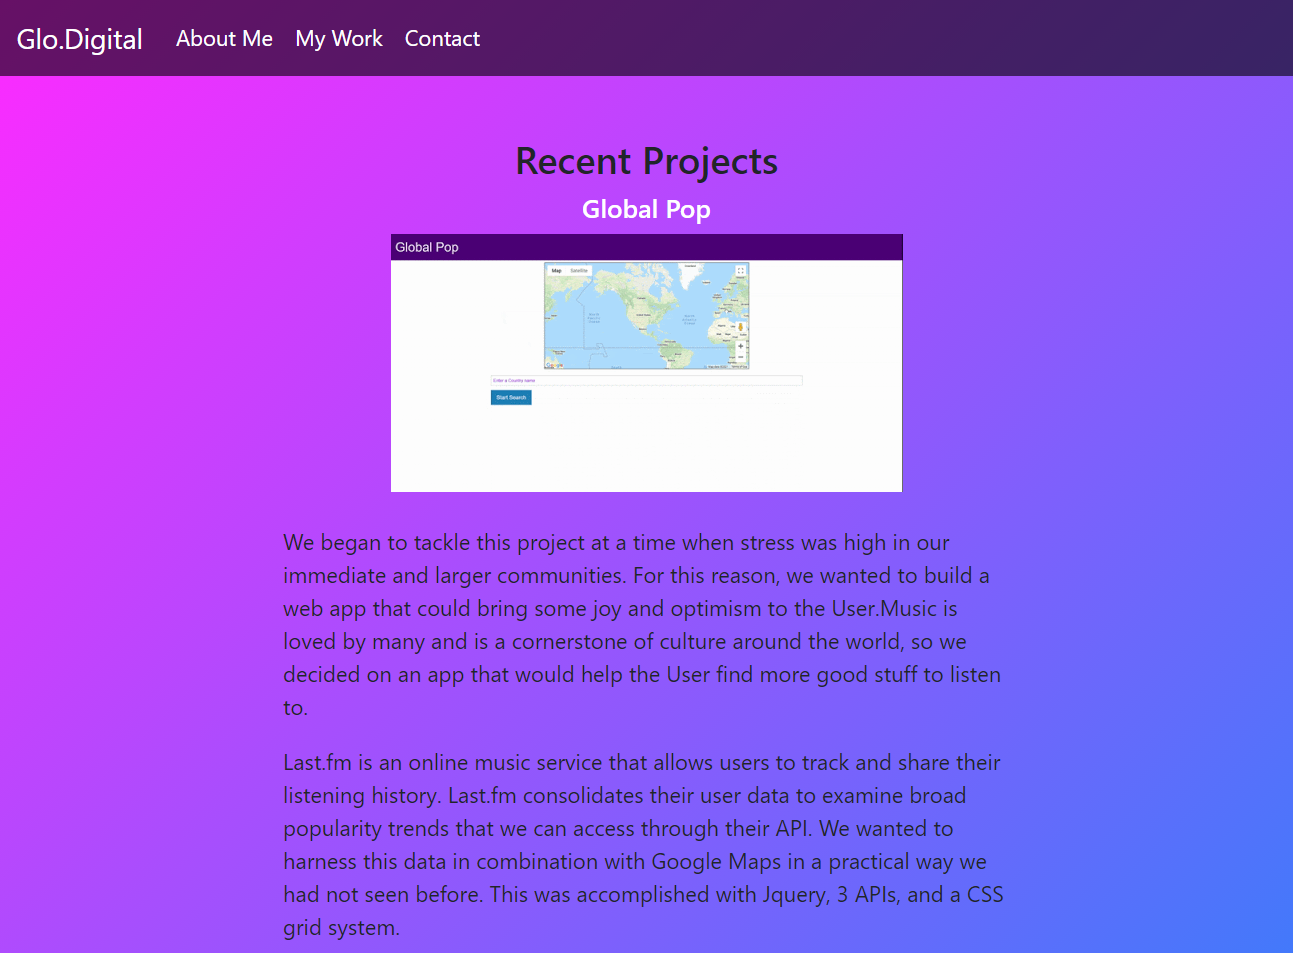 Glo.Digital About Me My Work Contact
Recent Projects
Global Pop
Global Pop
Map Satellite
Enter a Country name
Start Search
We began to tackle this project at a time when stress was high in our
immediate and larger communities. For this reason, we wanted to build a
web app that could bring some joy and optimism to the User.Music is
loved by many and is a cornerstone of culture around the world, so we
decided on an app that would help the User find more good stuff to listen
to.
Last.fm is an online music service that allows users to track and share their
listening history. Last.fm consolidates their user data to examine broad
popularity trends that we can access through their API. We wanted to
harness this data in combination with Google Maps in a practical way we
had not seen before. This was accomplished with Jquery, 3 APIs, and a CSS
grid system.